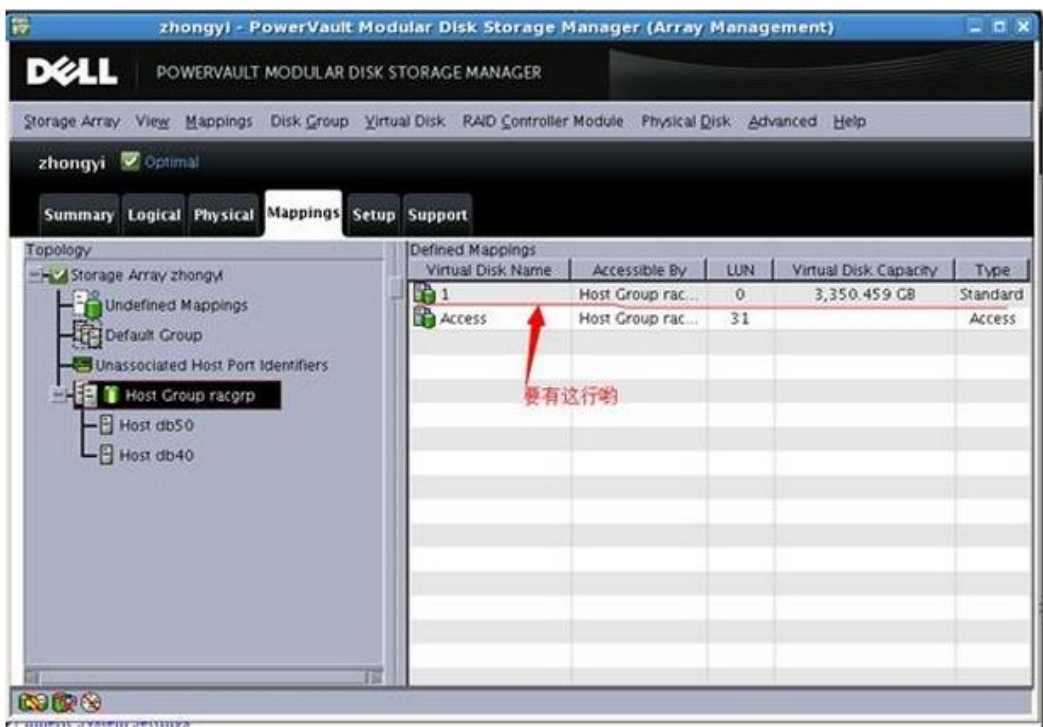 zhongyi - PowerVault Modular Disk Storage Manager (Array Management)
DELL POWERVAULT MODULAR DISK STORAGE MANAGER
Storage Array View Mappings Disk Group Virtual Disk RAID Controller Module Physical Disk Advanced Help
zhongyi Optimal
Summary Logical Physical Mappings Setup Support
Topology
Storage Array zhongyi
Undefined Mappings
Default Group
Unassociated Host Port Identifiers
Host Group racgrp
Host db50
Host db40
Defined Mappings
Virtual Disk Name Accessible By LUN Virtual Disk Capacity Type
1 Host Group rac... 0 3,350.459 GB Standard
Access Host Group rac... 31 Access
要有这行哟